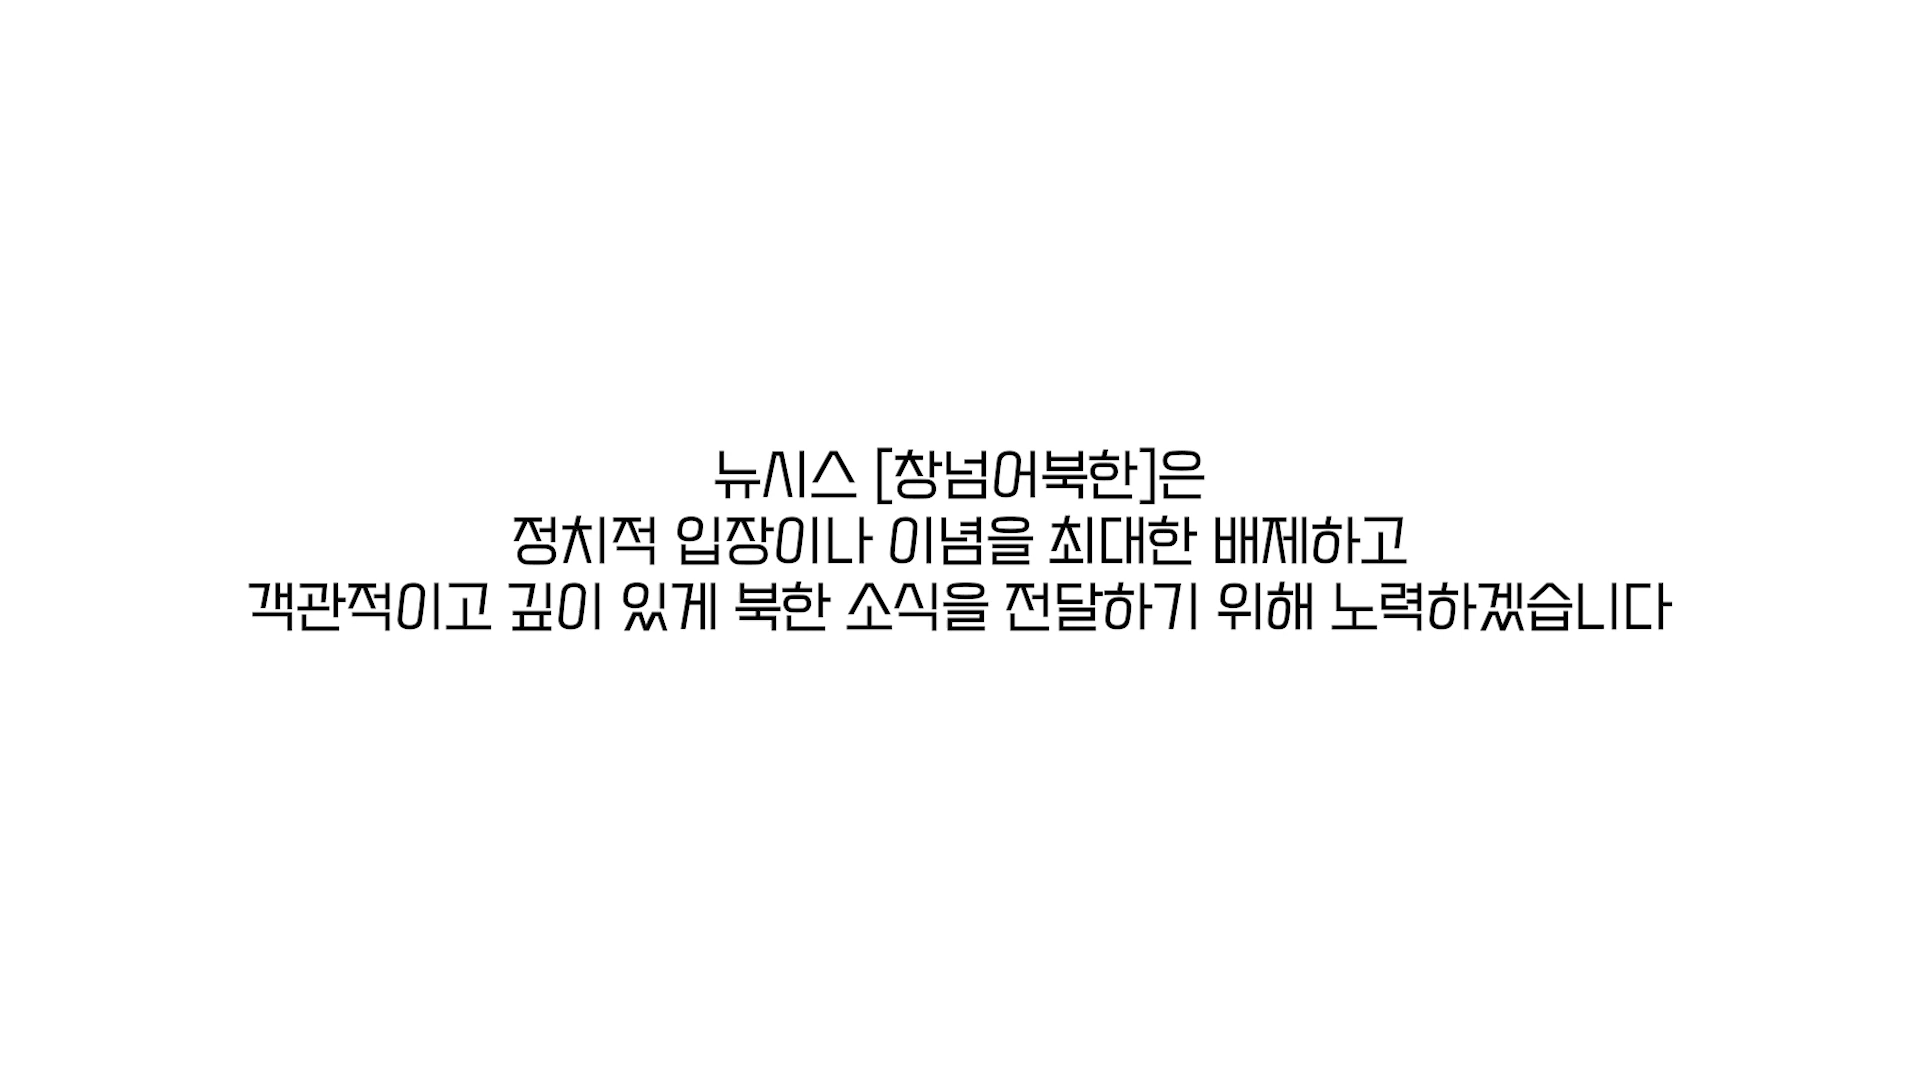 뉴시스 [창넘어북한]은
정치적 입장이나 이념을 최대한 배제하고
객관적이고 깊이 있게 북한 소식을 전달하기 위해 노력하겠습니다